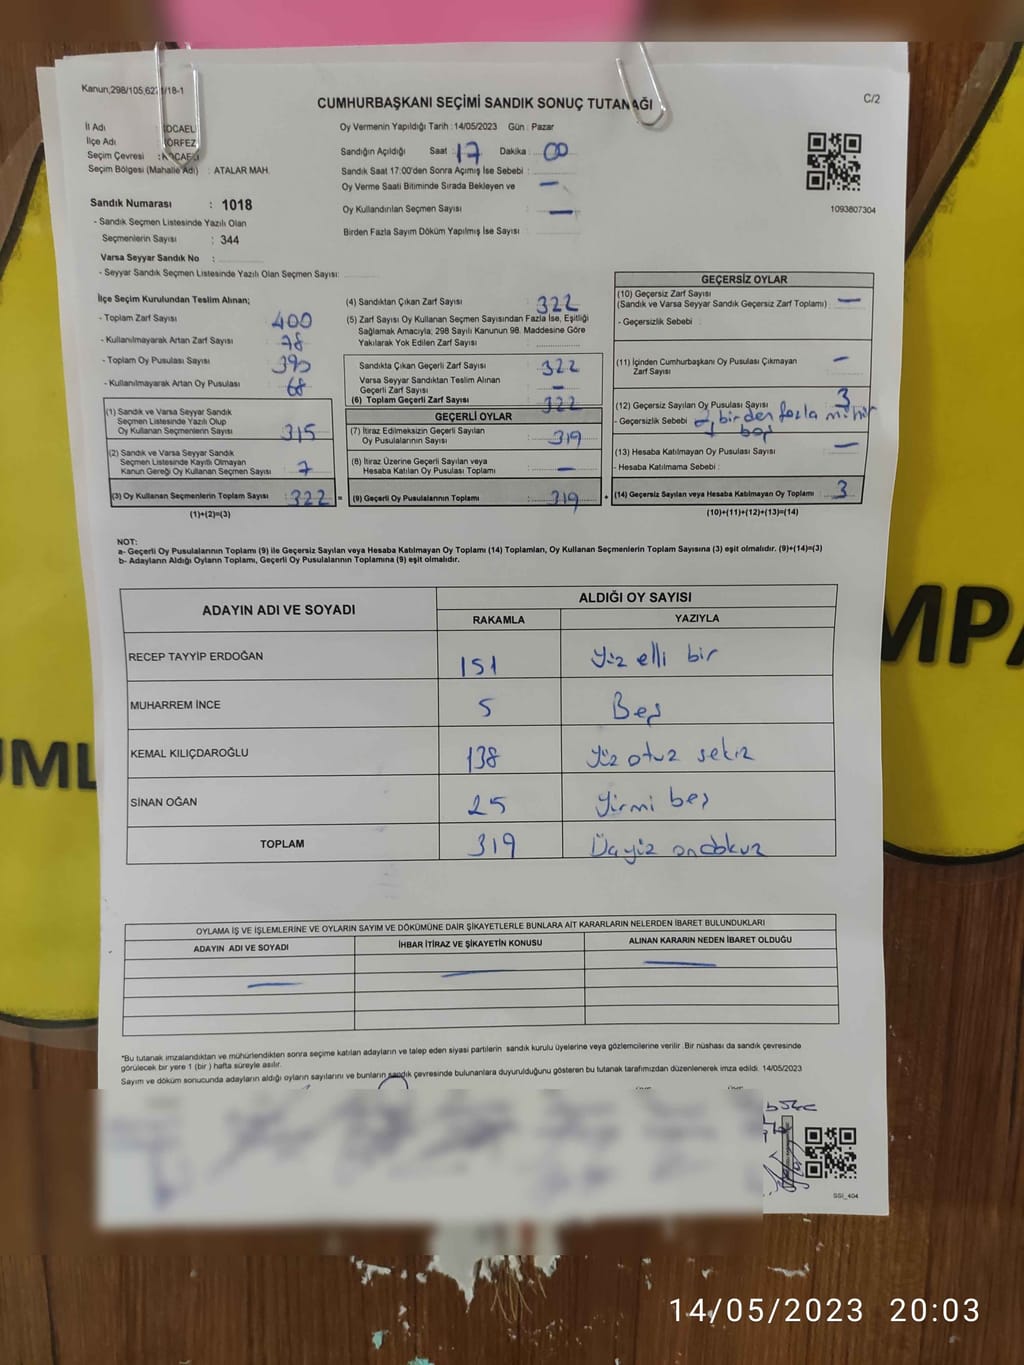 Kanun;298/105,62
/18-1
CUMHURBAŞKANI SEÇİMİ SANDIK SONUÇ TUTANAĞI
C/2
İl Adı : KOCAELİ
İlçe Adı : KÖRFEZ
Seçim Çevresi : KOCAELİ
Seçim Bölgesi (Mahalle Adı) : ATALAR MAH.
Oy Vermenin Yapıldığı Tarih : 14/05/2023 Gün : Pazar
Sandığın Açıldığı Saat : 17 Dakika : 00
Sandık Saat 17:00'den Sonra Açmış İse Sebebi :
Oy Verme Saati Bitiminde Sırada Bekleyen ve —
Oy Kullandırılan Seçmen Sayısı : —
Birden Fazla Sayım Döküm Yapılmış İse Sayısı :
1093807304
Sandık Numarası : 1018
- Sandık Seçmen Listesinde Yazılı Olan
Seçmenlerin Sayısı : 344
Varsa Seyyar Sandık No :
- Seyyar Sandık Seçmen Listesinde Yazılı Olan Seçmen Sayısı:
İlçe Seçim Kurulundan Teslim Alınan;
- Toplam Zarf Sayısı 400
- Kullanılmayarak Artan Zarf Sayısı : 78
- Toplam Oy Pusulası Sayısı 390
- Kullanılmayarak Artan Oy Pusulası : 68
(1) Sandık ve Varsa Seyyar Sandık
Seçmen Listesinde Yazılı Olup
Oy Kullanan Seçmenlerin Sayısı : 315
(2) Sandık ve Varsa Seyyar Sandık
Seçmen Listesinde Kayıtlı Olmayan
Kanun Gereği Oy Kullanan Seçmen Sayısı : 7
(3) Oy Kullanan Seçmenlerin Toplam Sayısı : 322 =
(1)+(2)=(3)
(4) Sandıktan Çıkan Zarf Sayısı : 322
(5) Zarf Sayısı Oy Kullanan Seçmen Sayısından Fazla İse, Eşitliği
Sağlamak Amacıyla; 298 Sayılı Kanunun 98. Maddesine Göre
Yakılarak Yok Edilen Zarf Sayısı :
Sandıkta Çıkan Geçerli Zarf Sayısı : 322
Varsa Seyyar Sandıktan Teslim Alınan
Geçerli Zarf Sayısı : —
(6) Toplam Geçerli Zarf Sayısı : 322
GEÇERLİ OYLAR
(7) İtiraz Edilmeksizin Geçerli Sayılan
Oy Pusulalarının Sayısı : 319
(8) İtiraz Üzerine Geçerli Sayılan veya
Hesaba Katılan Oy Pusulası Toplamı : —
(9) Geçerli Oy Pusulalarının Toplamı : 319 +
GEÇERSİZ OYLAR
(10) Geçersiz Zarf Sayısı
(Sandık ve Varsa Seyyar Sandık Geçersiz Zarf Toplamı) : —
- Geçersizlik Sebebi :
(11) İçinden Cumhurbaşkanı Oy Pusulası Çıkmayan
Zarf Sayısı : —
(12) Geçersiz Sayılan Oy Pusulası Sayısı : 3
- Geçersizlik Sebebi : 2, birden fazla mühür
1 boş
(13) Hesaba Katılmayan Oy Pusulası Sayısı : —
- Hesaba Katılmama Sebebi :
(14) Geçersiz Sayılan veya Hesaba Katılmayan Oy Toplamı : 3
(10)+(11)+(12)+(13)=(14)
NOT:
a- Geçerli Oy Pusulalarının Toplamı (9) ile Geçersiz Sayılan veya Hesaba Katılmayan Oy Toplamı (14) Toplamları, Oy Kullanan Seçmenlerin Toplam Sayısına (3) eşit olmalıdır. (9)+(14)=(3)
b- Adayların Aldığı Oyların Toplamı, Geçerli Oy Pusulalarının Toplamına (9) eşit olmalıdır.
ADAYIN ADI VE SOYADI
ALDIĞI OY SAYISI
RAKAMLA YAZIYLA
RECEP TAYYİP ERDOĞAN 151 Yüz elli bir
MUHARREM İNCE 5 Beş
KEMAL KILIÇDAROĞLU 138 Yüz otuz sekiz
SİNAN OĞAN 25 Yirmi beş
TOPLAM 319 Üçyüz ondokuz
OYLAMA İŞ VE İŞLEMLERİNE VE OYLARIN SAYIM VE DÖKÜMÜNE DAİR ŞİKAYETLERLE BUNLARA AİT KARARLARIN NELERDEN İBARET BULUNDUKLARI
ADAYIN ADI VE SOYADI İHBAR İTİRAZ VE ŞİKAYETİN KONUSU ALINAN KARARIN NEDEN İBARET OLDUĞU
— — —
*Bu tutanak imzalandıktan ve mühürlendikten sonra seçime katılan adayların ve talep eden siyasi partilerin sandık kurulu üyelerine veya gözlemcilerine verilir .Bir nüshası da sandık çevresinde
görülecek bir yere 1 (bir ) hafta süreyle asılır.
Sayım ve döküm sonucunda adayların aldığı oyların sayılarını ve bunların sandık çevresinde bulunanlara duyurulduğunu gösteren bu tutanak tarafımızdan düzenlenerek imza edildi. 14/05/2023
SSI_404
UML
MPA
14/05/2023 20:03